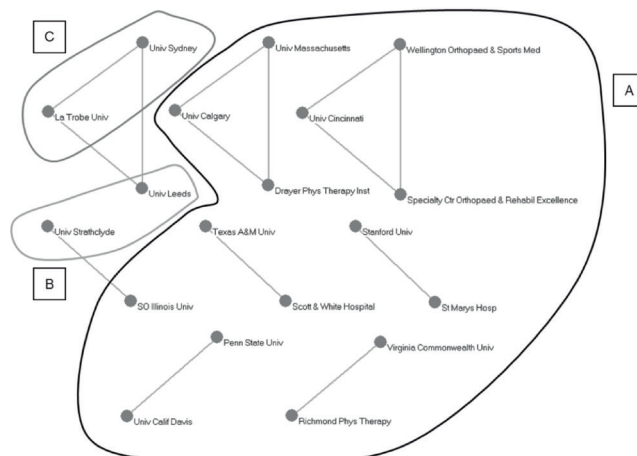 C
Univ Sydney
Univ Massachusetts
Wellington Orthopaed & Sports Med
A
La Trobe Univ
Univ Calgary
Univ Cincinnati
Univ Leeds
Drayer Phys Therapy Inst
Specialty Ctr Orthopaed & Rehabil Excellence
Univ Strathclyde
Texas A&M Univ
Stanford Univ
B
SO Illinois Univ
Scott & White Hospital
St Marys Hosp
Penn State Univ
Virginia Commonwealth Univ
Univ Calif Davis
Richmond Phys Therapy